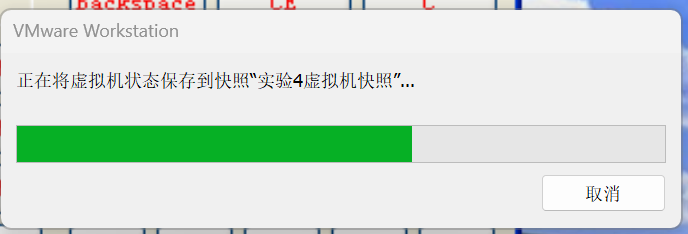 backspace CE C
VMware Workstation
正在将虚拟机状态保存到快照“实验4虚拟机快照”...
取消